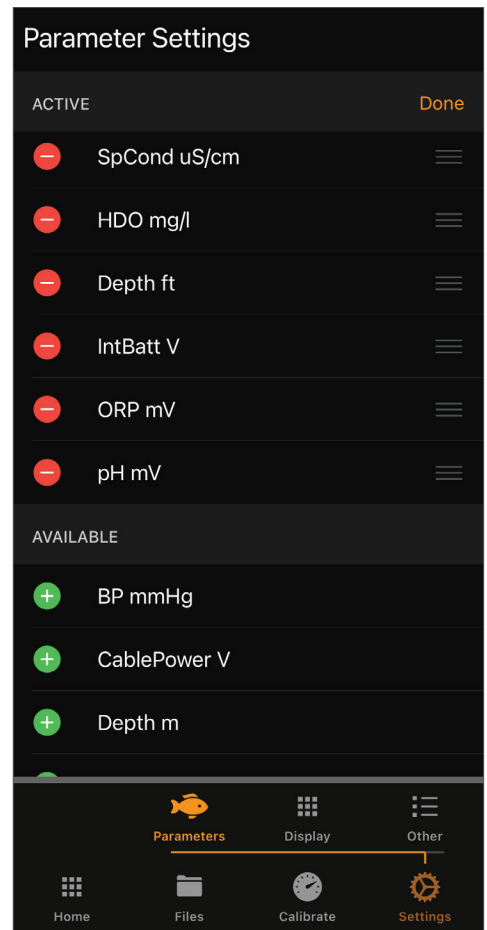 Parameter Settings
ACTIVE Done
SpCond uS/cm
HDO mg/l
Depth ft
IntBatt V
ORP mV
pH mV
AVAILABLE
BP mmHg
CablePower V
Depth m
Parameters Display Other
Home Files Calibrate Settings